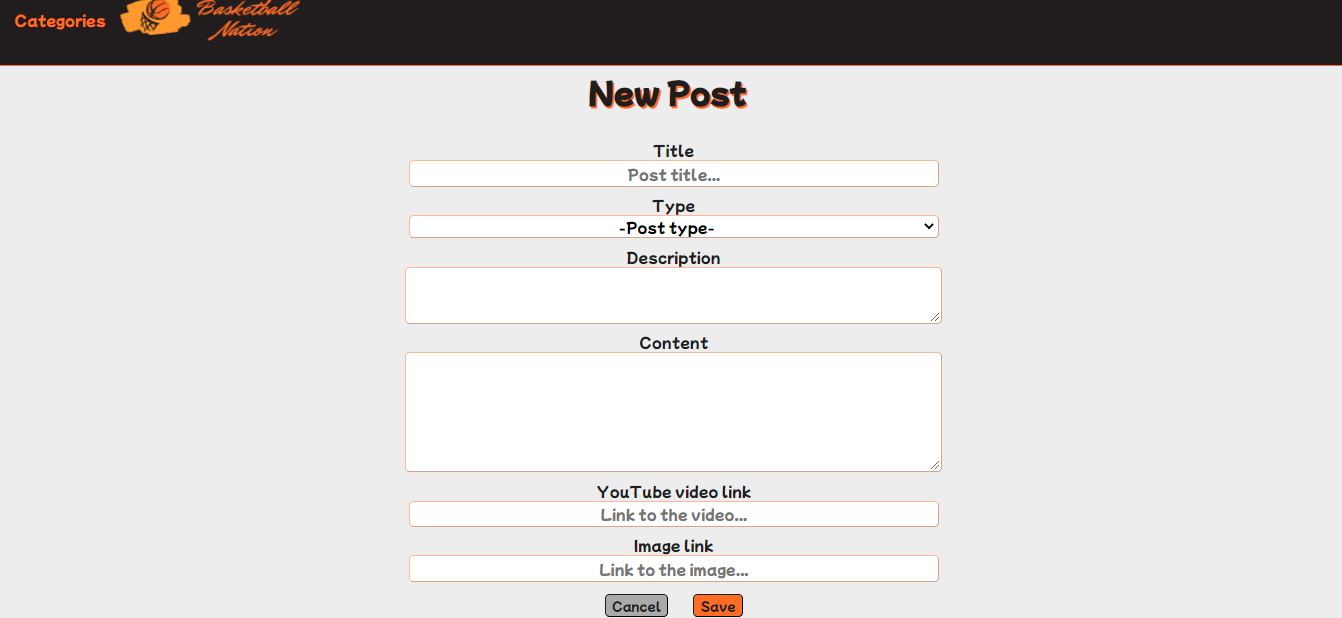 Categories
Basketball
Nation
New Post
Title
Post title...
Type
-Post type-
Description
Content
YouTube video link
Link to the video...
Image link
Link to the image...
Cancel Save